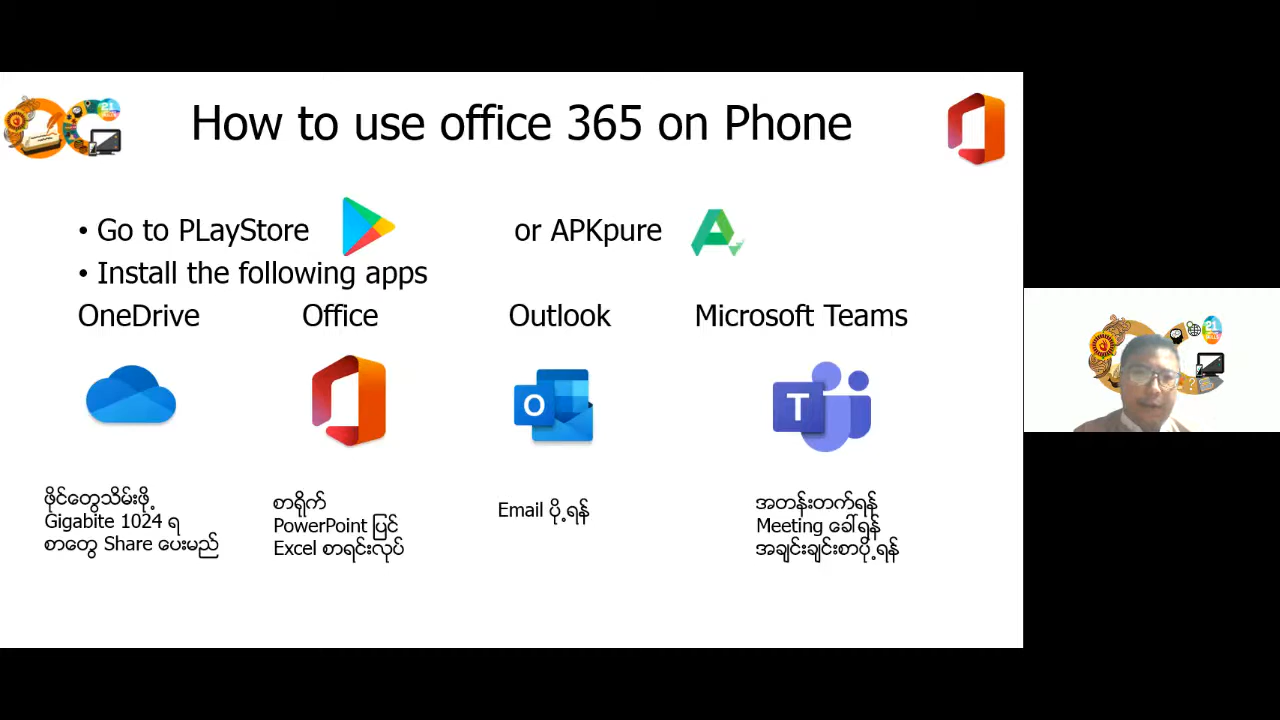 How to use office 365 on Phone
• Go to PLayStore or APKpure
• Install the following apps
OneDrive Office Outlook Microsoft Teams
O
T
ဖိုင်တွေသိမ်းဖို့
Gigabite 1024 ရ
စာတွေ Share ပေးမည်
စာရိုက်
PowerPoint ပြင်
Excel စာရင်းလုပ်
Email ပို့ရန်
အတန်းတက်ရန်
Meeting ခေါ်ရန်
အချင်းချင်းစာပို့ရန်
21
21